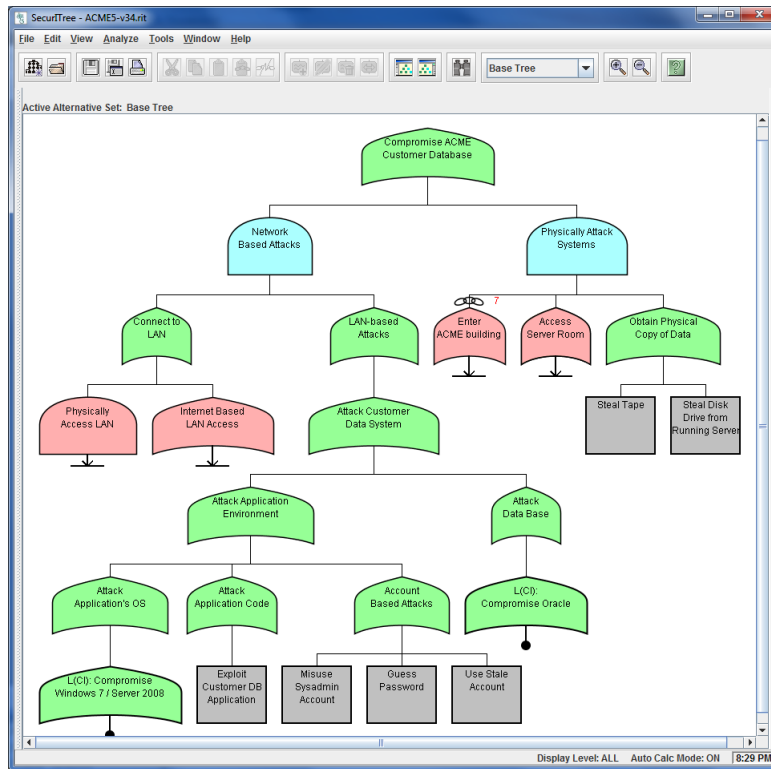 SecurITree - ACME5-v34.rit
File Edit View Analyze Tools Window Help
Base Tree
Active Alternative Set: Base Tree
Compromise ACME
Customer Database
Network
Based Attacks
Physically Attack
Systems
7
Connect to
LAN
LAN-based
Attacks
Enter
ACME building
Access
Server Room
Obtain Physical
Copy of Data
Physically
Access LAN
Internet Based
LAN Access
Attack Customer
Data System
Steal Tape
Steal Disk
Drive from
Running Server
Attack Application
Environment
Attack
Data Base
Attack
Application's OS
Attack
Application Code
Account
Based Attacks
L(CI):
Compromise Oracle
L(CI): Compromise
Windows 7 / Server 2008
Exploit
Customer DB
Application
Misuse
Sysadmin
Account
Guess
Password
Use Stale
Account
Display Level: ALL Auto Calc Mode: ON 8:29 PM